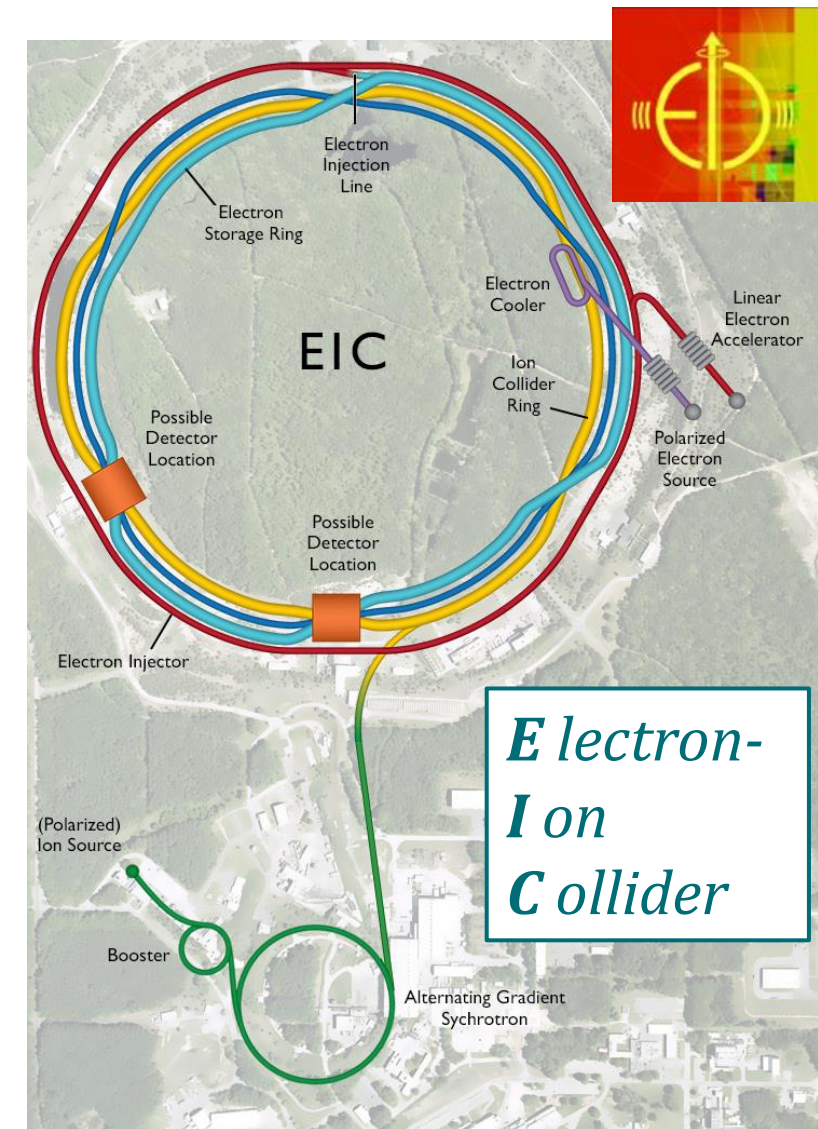 Electron
Injection
Line
Electron
Storage Ring
Electron
Cooler
Linear
Electron
Accelerator
EIC
Ion
Collider
Ring
Possible
Detector
Location
Polarized
Electron
Source
Possible
Detector
Location
Electron Injector
E lectron-
I on
C ollider
(Polarized)
Ion Source
Booster
Alternating Gradient
Sychrotron